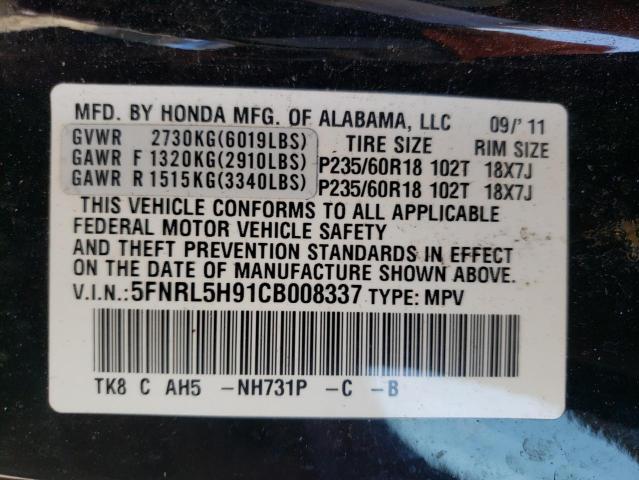 MFD. BY HONDA MFG. OF ALABAMA, LLC 09/'11
GVWR 2730KG(6019LBS) TIRE SIZE RIM SIZE
GAWR F 1320KG(2910LBS) P235/60R18 102T 18X7J
GAWR R 1515KG(3340LBS) P235/60R18 102T 18X7J
THIS VEHICLE CONFORMS TO ALL APPLICABLE
FEDERAL MOTOR VEHICLE SAFETY
AND THEFT PREVENTION STANDARDS IN EFFECT
ON THE DATE OF MANUFACTURE SHOWN ABOVE.
V.I.N.:5FNRL5H91CB008337 TYPE: MPV
TK8 C AH5 -NH731P -C -B